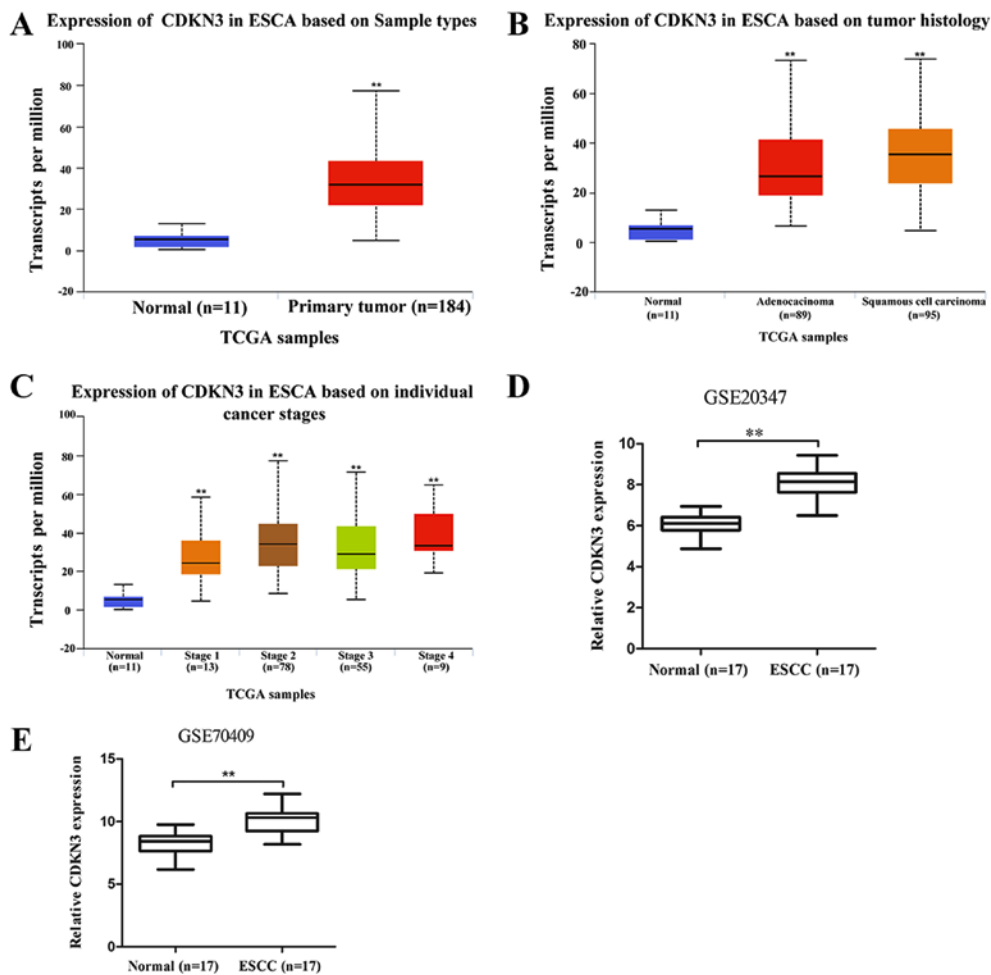 A
Expression of CDKN3 in ESCA based on Sample types
100
80
60
40
20
0
-20
Transcripts per million
**
Normal (n=11)
Primary tumor (n=184)
TCGA samples
B
Expression of CDKN3 in ESCA based on tumor histology
80
60
40
20
0
-20
Transcripts per million
**
**
Normal
(n=11)
Adenocacinoma
(n=89)
Squamous cell carcinoma
(n=95)
TCGA samples
C
Expression of CDKN3 in ESCA based on individual
cancer stages
100
80
60
40
20
0
-20
Trnscripts per million
**
**
**
**
Normal
(n=11)
Stage 1
(n=13)
Stage 2
(n=78)
Stage 3
(n=55)
Stage 4
(n=9)
TCGA samples
D
GSE20347
10
8
6
4
2
0
Relative CDKN3 expression
**
Normal (n=17)
ESCC (n=17)
E
GSE70409
15
10
5
0
Relative CDKN3 expression
**
Normal (n=17)
ESCC (n=17)